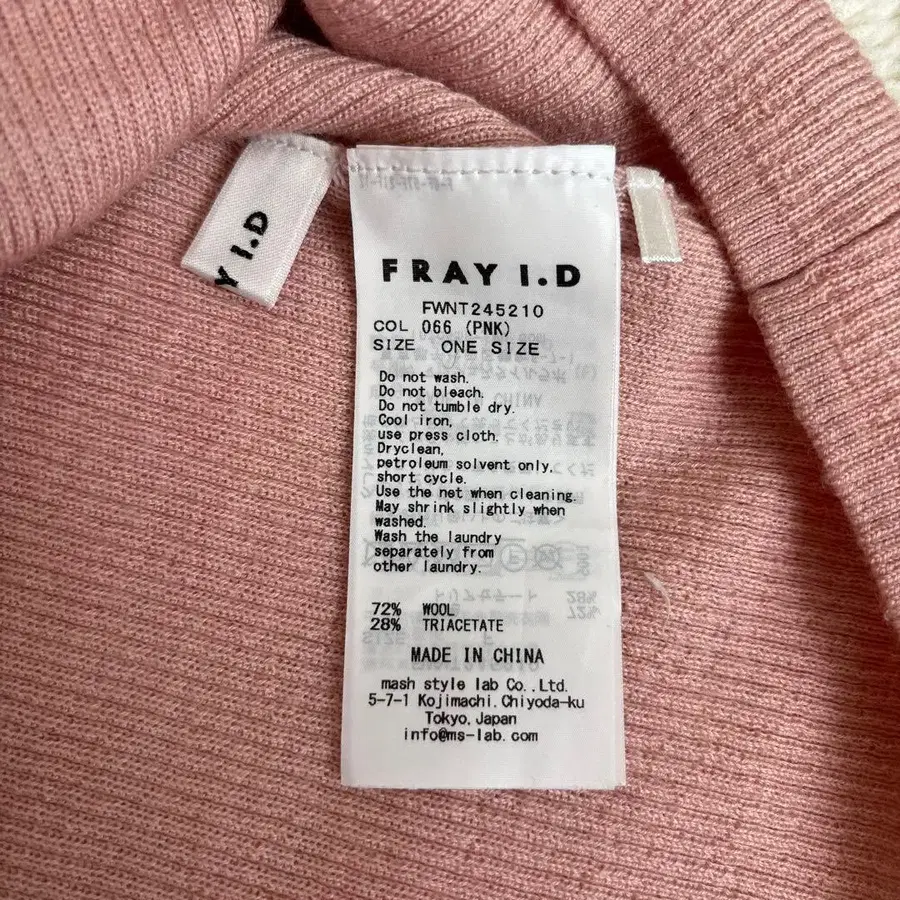 Y I.D
FRAY I.D
FWNT245210
COL 066 (PNK)
SIZE ONE SIZE
Do not wash.
Do not bleach.
Do not tumble dry.
Cool iron,
use press cloth.
Dryclean,
petroleum solvent only,
short cycle.
Use the net when cleaning.
May shrink slightly when
washed.
Wash the laundry
separately from
other laundry.
72% WOOL
28% TRIACETATE
MADE IN CHINA
mash style lab Co.,Ltd.
5-7-1 Kojimachi.Chiyoda-ku
Tokyo,Japan
info@ms-lab.com